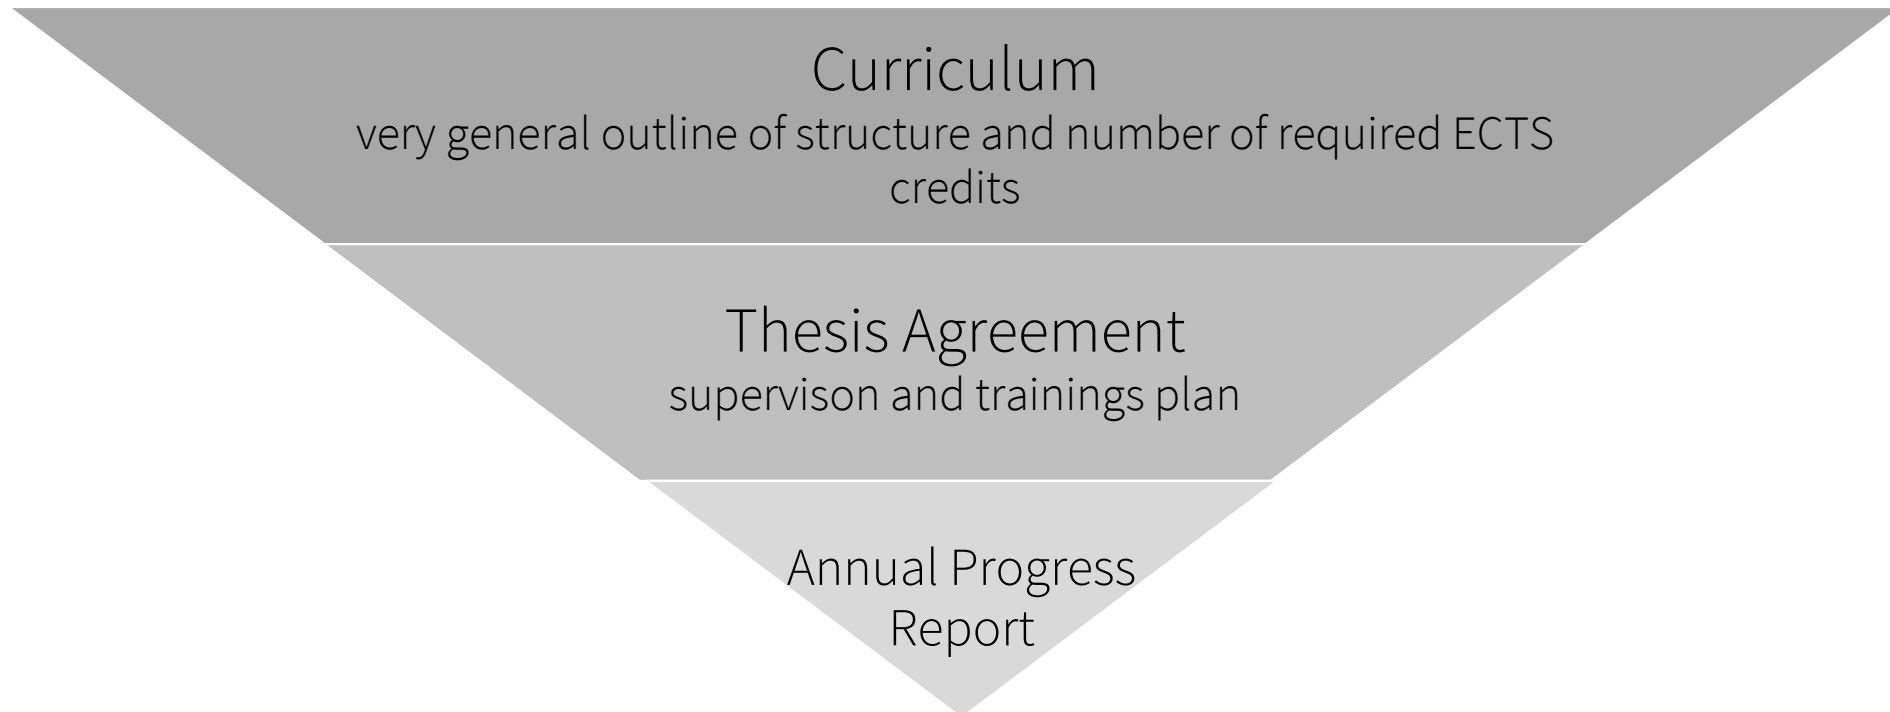 Curriculum
very general outline of structure and number of required ECTS
credits
Thesis Agreement
supervison and trainings plan
Annual Progress
Report